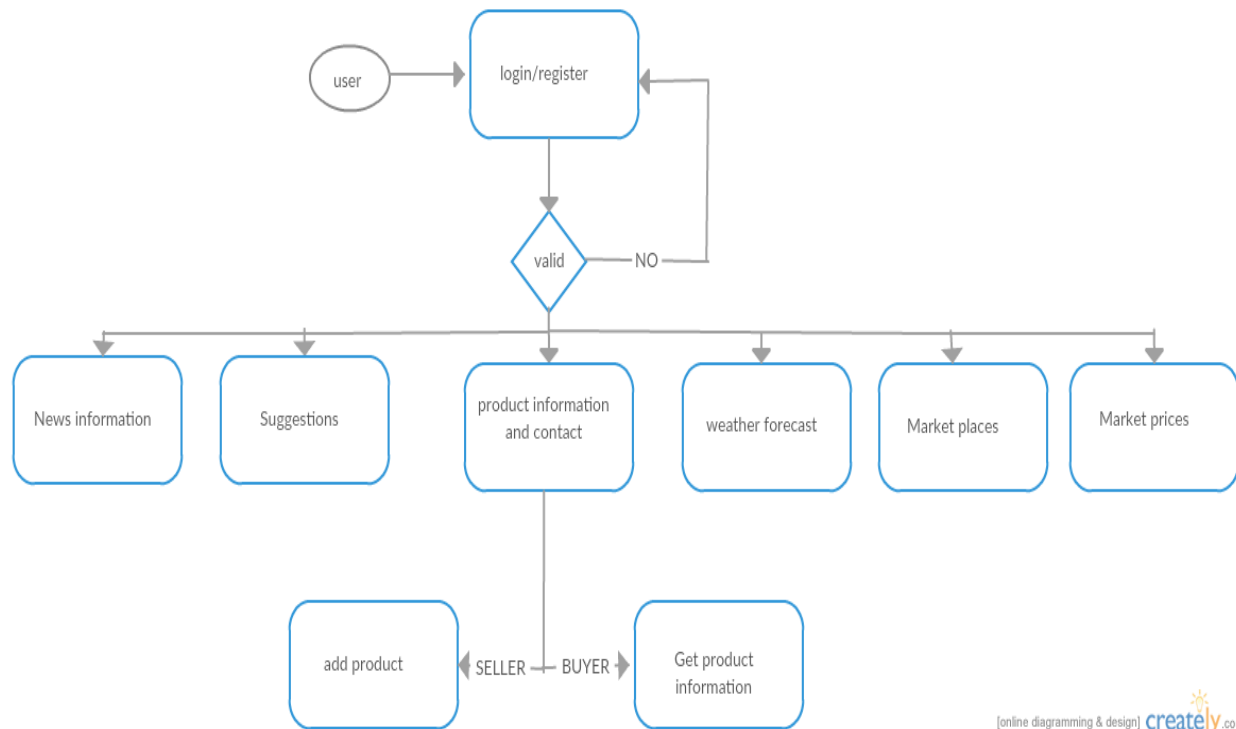 user
login/register
valid
NO
News information
Suggestions
product information
and contact
weather forecast
Market places
Market prices
add product
SELLER
BUYER
Get product
information
[online diagramming & design] creately.co